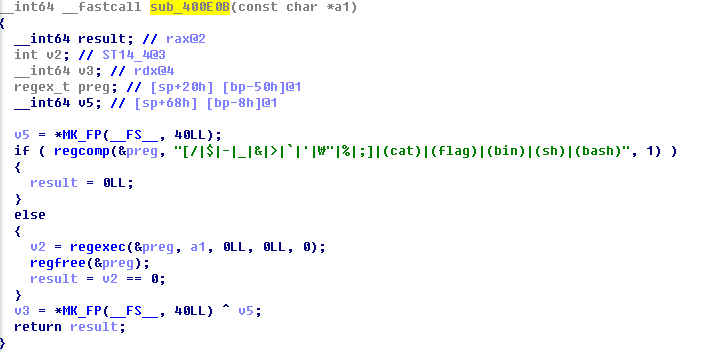 __int64 __fastcall sub_400E0B(const char *a1)
{
  __int64 result; // rax@2
  int v2; // ST14_4@3
  __int64 v3; // rdx@4
  regex_t preg; // [sp+20h] [bp-50h]@1
  __int64 v5; // [sp+68h] [bp-8h]@1

  v5 = *MK_FP(__FS__, 40LL);
  if ( regcomp(&preg, "[/|$|-|_|&|>|`|'|₩"|%|;]|(cat)|(flag)|(bin)|(sh)|(bash)", 1) )
  {
    result = 0LL;
  }
  else
  {
    v2 = regexec(&preg, a1, 0LL, 0LL, 0);
    regfree(&preg);
    result = v2 == 0;
  }
  v3 = *MK_FP(__FS__, 40LL) ^ v5;
  return result;
}